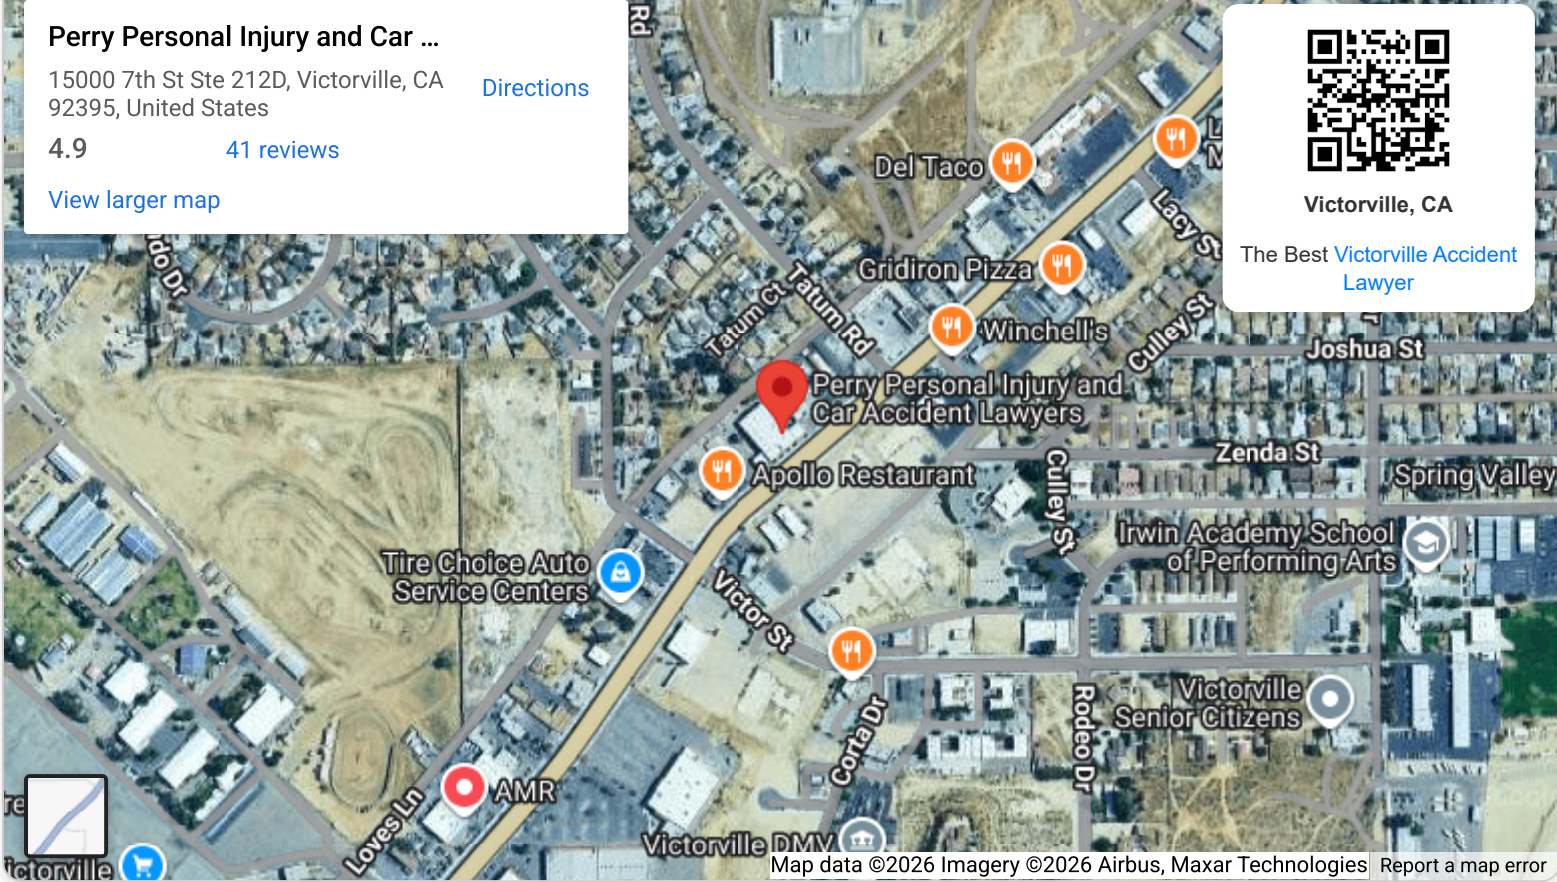 Perry Personal Injury and Car ...
15000 7th St Ste 212D, Victorville, CA
92395, United States
Directions
4.9
41 reviews
View larger map
Rd
Victorville, CA
The Best Victorville Accident
Lawyer
Del Taco
Lacy St
Gridiron Pizza
Tatum Ct
Tatum Rd
Winchell's
Culley St
Joshua St
Perry Personal Injury and
Car Accident Lawyers
Zenda St
Apollo Restaurant
Culley St
Spring Valley
Irwin Academy School
of Performing Arts
Tire Choice Auto
Service Centers
Victor St
Victorville
Senior Citizens
Rodeo Dr
Corta Dr
AMR
Loves Ln
Victorville DMV
Map data ©2026 Imagery ©2026 Airbus, Maxar Technologies
Report a map error